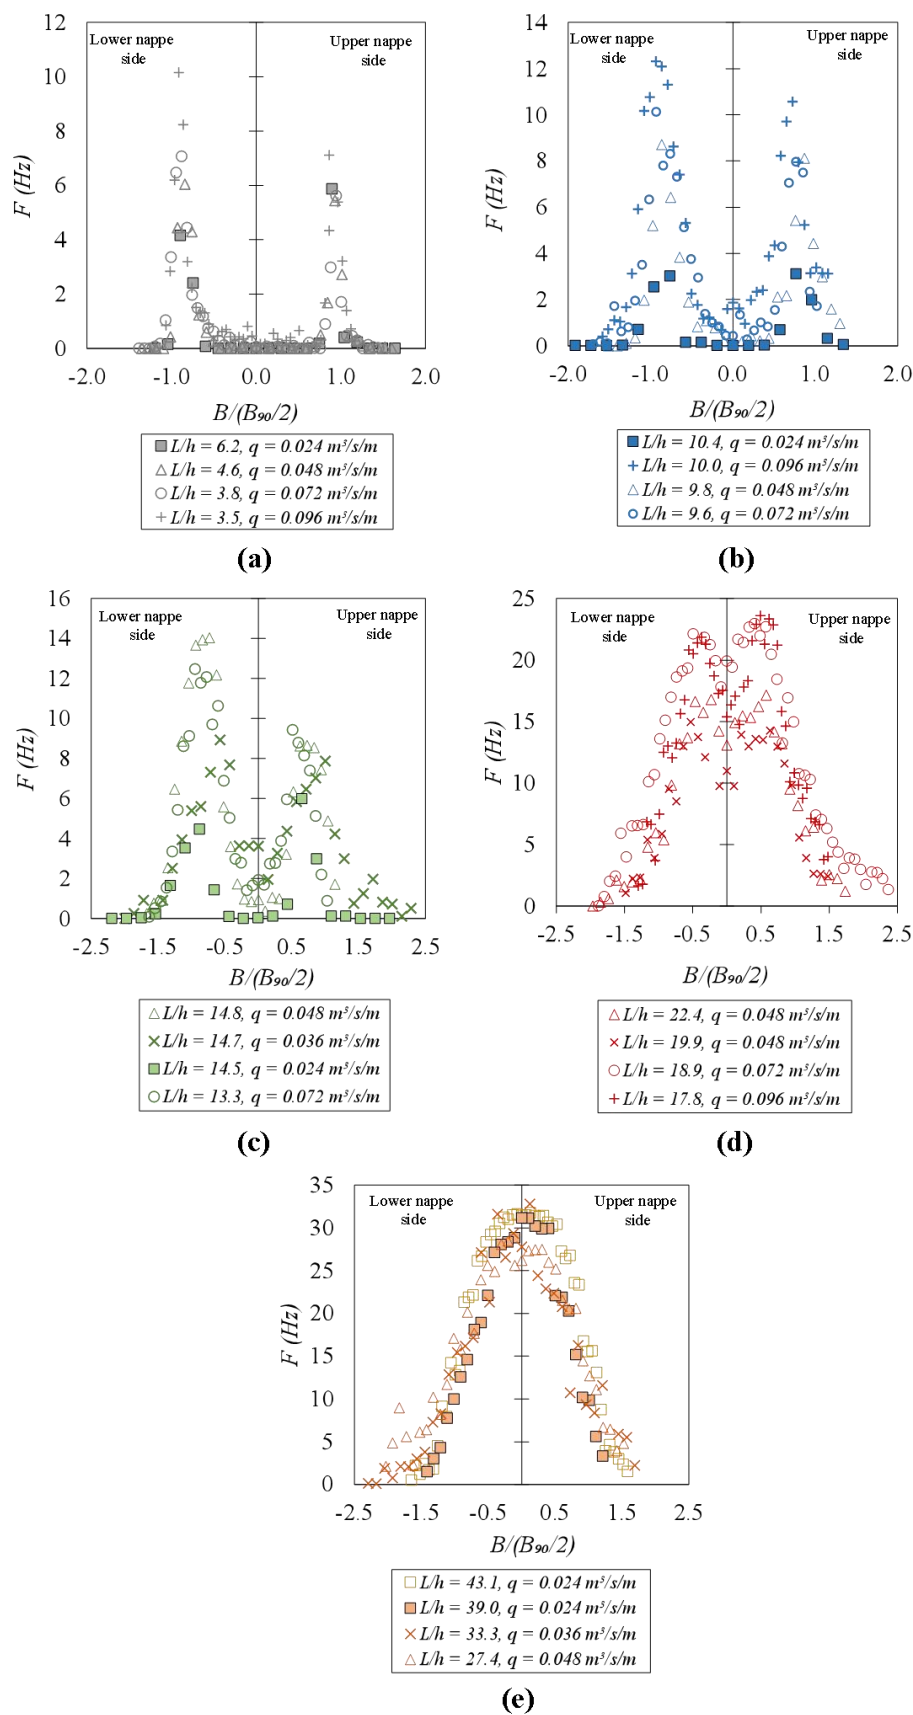 12
10
8
6
4
2
0
F (Hz)
Lower nappe
side
Upper nappe
side
-2.0 -1.0 0.0 1.0 2.0
B/(B₉₀/2)
L/h = 6.2, q = 0.024 m³/s/m
L/h = 4.6, q = 0.048 m³/s/m
L/h = 3.8, q = 0.072 m³/s/m
L/h = 3.5, q = 0.096 m³/s/m
(a)
14
12
10
8
6
4
2
0
F (Hz)
Lower nappe
side
Upper nappe
side
-2.0 -1.0 0.0 1.0 2.0
B/(B₉₀/2)
L/h = 10.4, q = 0.024 m³/s/m
L/h = 10.0, q = 0.096 m³/s/m
L/h = 9.8, q = 0.048 m³/s/m
L/h = 9.6, q = 0.072 m³/s/m
(b)
16
14
12
10
8
6
4
2
0
F (Hz)
Lower nappe
side
Upper nappe
side
-2.5 -1.5 -0.5 0.5 1.5 2.5
B/(B₉₀/2)
L/h = 14.8, q = 0.048 m³/s/m
L/h = 14.7, q = 0.036 m³/s/m
L/h = 14.5, q = 0.024 m³/s/m
L/h = 13.3, q = 0.072 m³/s/m
(c)
25
20
15
10
5
0
F (Hz)
Lower nappe
side
Upper nappe
side
-2.5 -1.5 -0.5 0.5 1.5 2.5
B/(B₉₀/2)
L/h = 22.4, q = 0.048 m³/s/m
L/h = 19.9, q = 0.048 m³/s/m
L/h = 18.9, q = 0.072 m³/s/m
L/h = 17.8, q = 0.096 m³/s/m
(d)
35
30
25
20
15
10
5
0
F (Hz)
Lower nappe
side
Upper nappe
side
-2.5 -1.5 -0.5 0.5 1.5 2.5
B/(B₉₀/2)
L/h = 43.1, q = 0.024 m³/s/m
L/h = 39.0, q = 0.024 m³/s/m
L/h = 33.3, q = 0.036 m³/s/m
L/h = 27.4, q = 0.048 m³/s/m
(e)